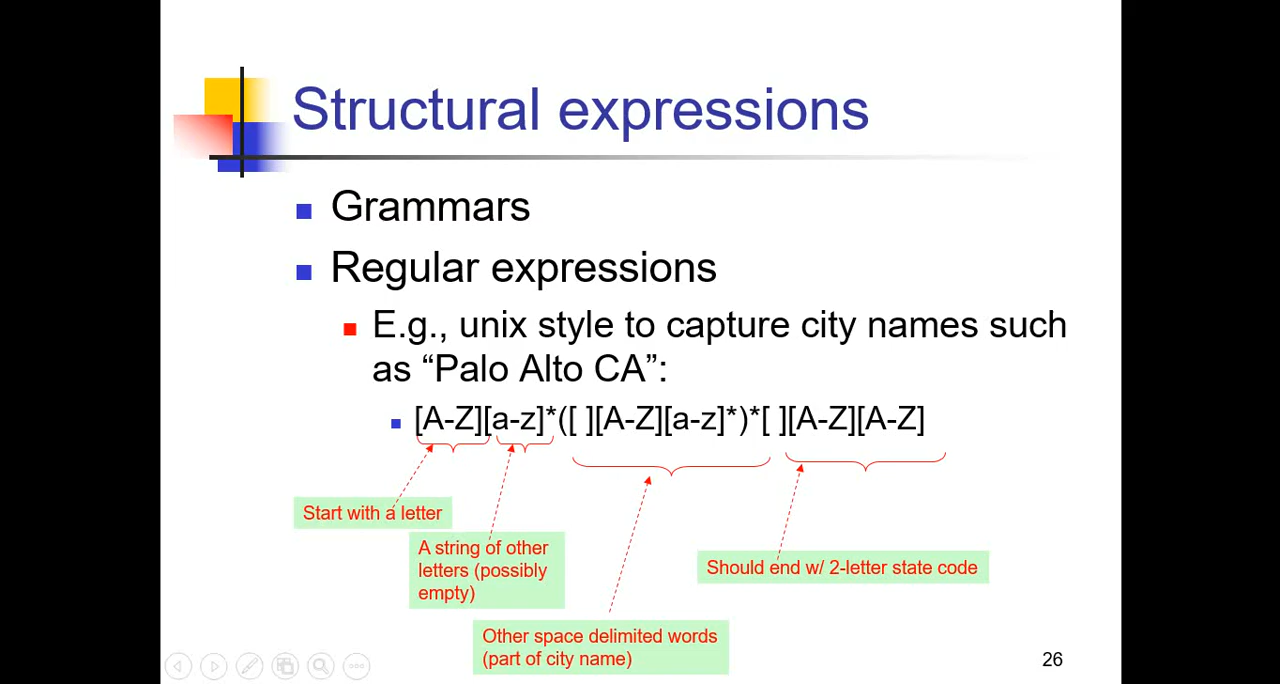 Structural expressions
Grammars
Regular expressions
E.g., unix style to capture city names such
as “Palo Alto CA”:
[A-Z][a-z]*([ ][A-Z][a-z]*)*[ ][A-Z][A-Z]
Start with a letter
A string of other
letters (possibly
empty)
Should end w/ 2-letter state code
Other space delimited words
(part of city name)
26